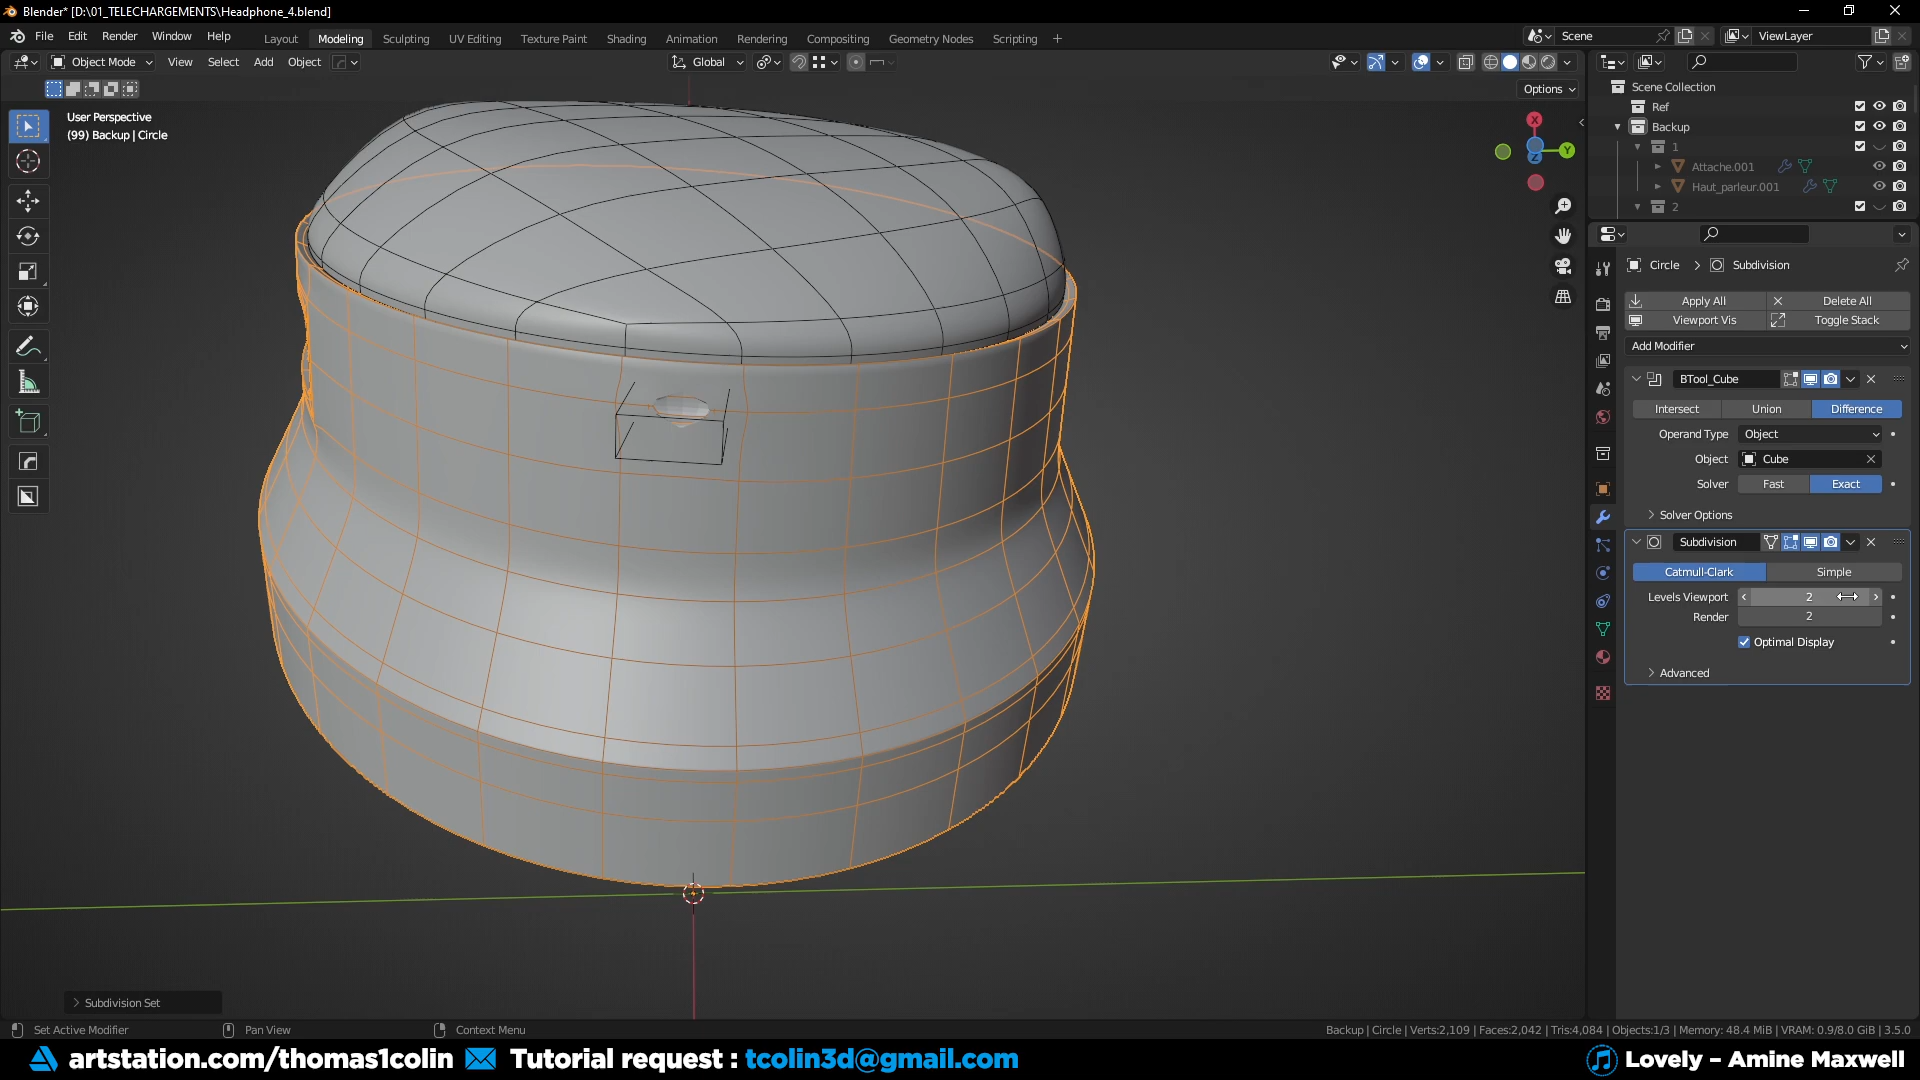 Blender* [D:\01_TELECHARGEMENTS\Headphone_4.blend]
File Edit Render Window Help Layout Modeling Sculpting UV Editing Texture Paint Shading Animation Rendering Compositing Geometry Nodes Scripting + Scene ViewLayer
Object Mode View Select Add Object Global
Options
User Perspective
(99) Backup | Circle
X
Y
Z
Scene Collection
Ref
Backup
1
Attache.001
Haut_parleur.001
2
Circle > Subdivision
Apply All Delete All
Viewport Vis Toggle Stack
Add Modifier
BTool_Cube
Intersect Union Difference
Operand Type Object
Object Cube
Solver Fast Exact
Solver Options
Subdivision
Catmull-Clark Simple
Levels Viewport 2
Render 2
Optimal Display
Advanced
Subdivision Set
Set Active Modifier Pan View Context Menu Backup | Circle | Verts:2,109 | Faces:2,042 | Tris:4,084 | Objects:1/3 | Memory: 48.4 MiB | VRAM: 0.9/8.0 GiB | 3.5.0
artstation.com/thomas1colin Tutorial request : tcolin3d@gmail.com Lovely – Amine Maxwell